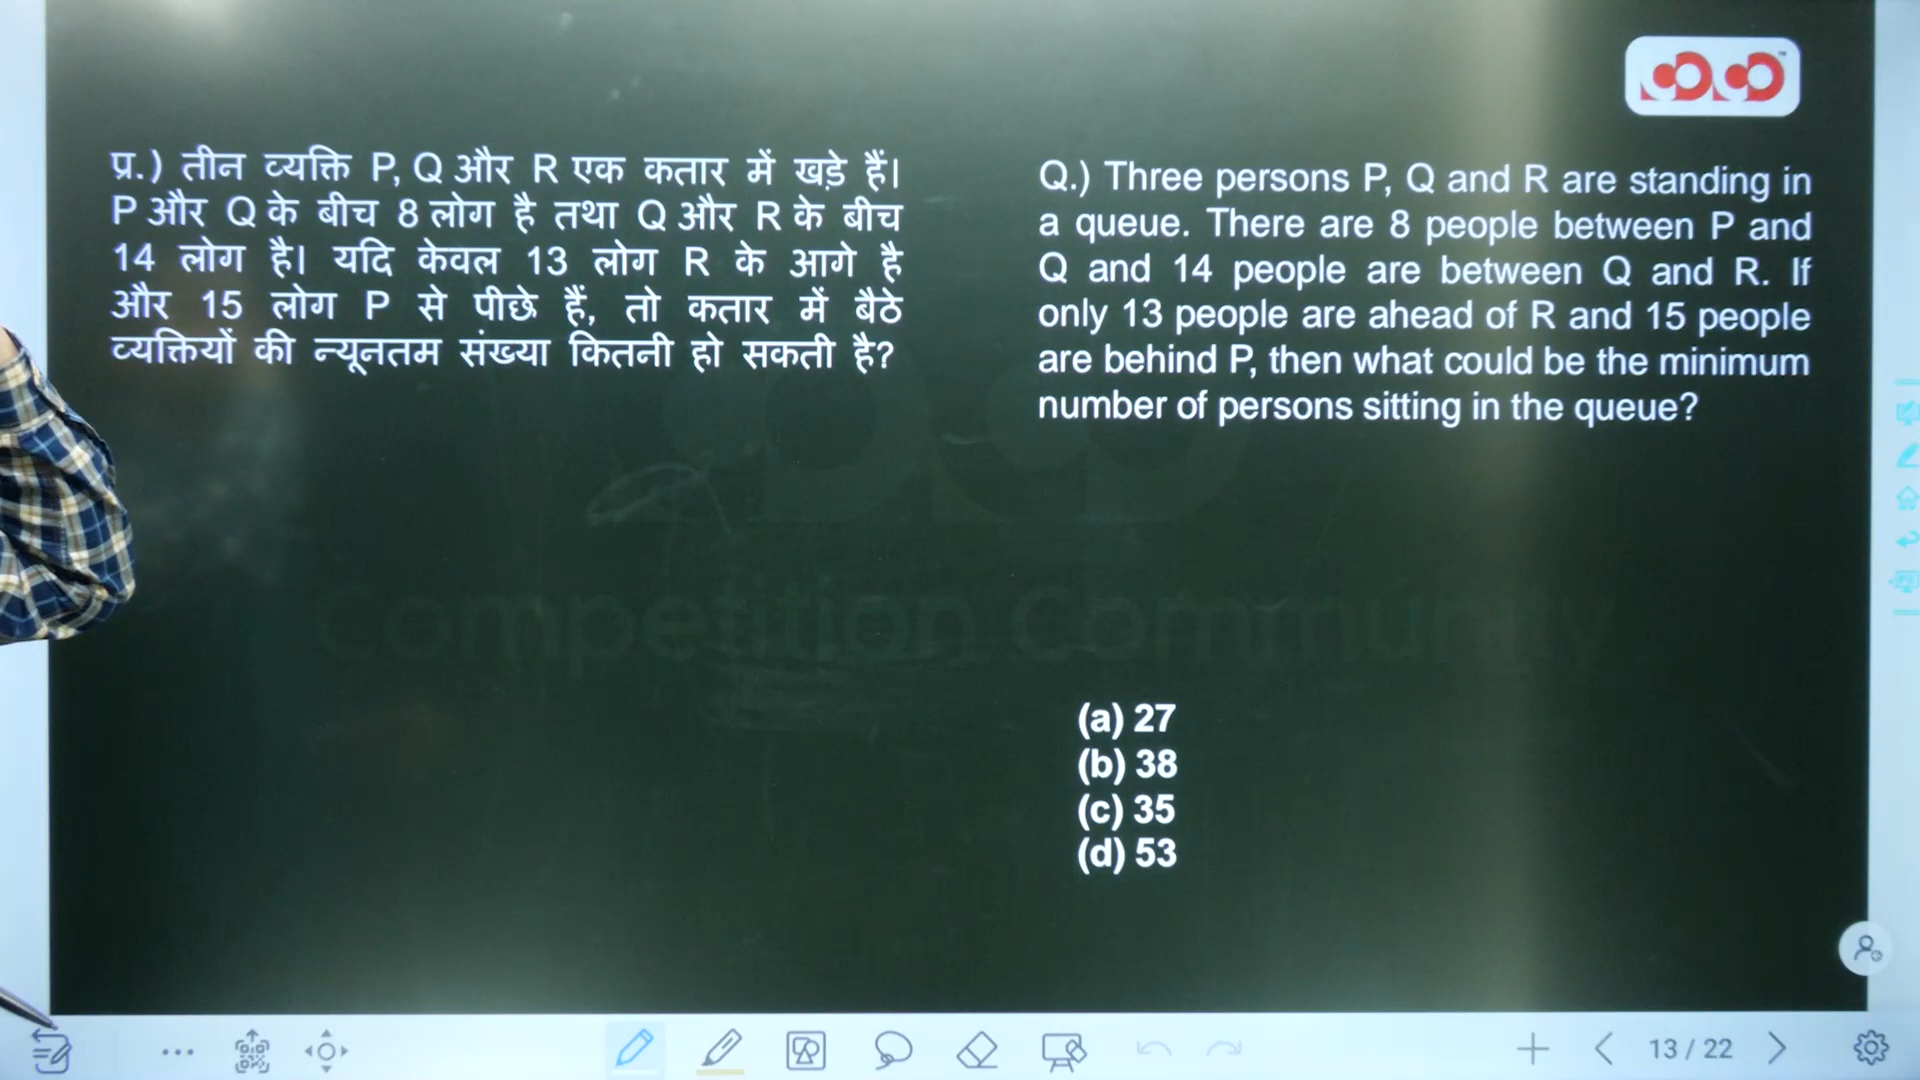 प्र.) तीन व्यक्ति P, Q और R एक कतार में खड़े हैं।
P और Q के बीच 8 लोग है तथा Q और R के बीच
14 लोग है। यदि केवल 13 लोग R के आगे है
और 15 लोग P से पीछे हैं, तो कतार में बैठे
व्यक्तियों की न्यूनतम संख्या कितनी हो सकती है?
Q.) Three persons P, Q and R are standing in
a queue. There are 8 people between P and
Q and 14 people are between Q and R. If
only 13 people are ahead of R and 15 people
are behind P, then what could be the minimum
number of persons sitting in the queue?
Competition Community
(a) 27
(b) 38
(c) 35
(d) 53
13 / 22